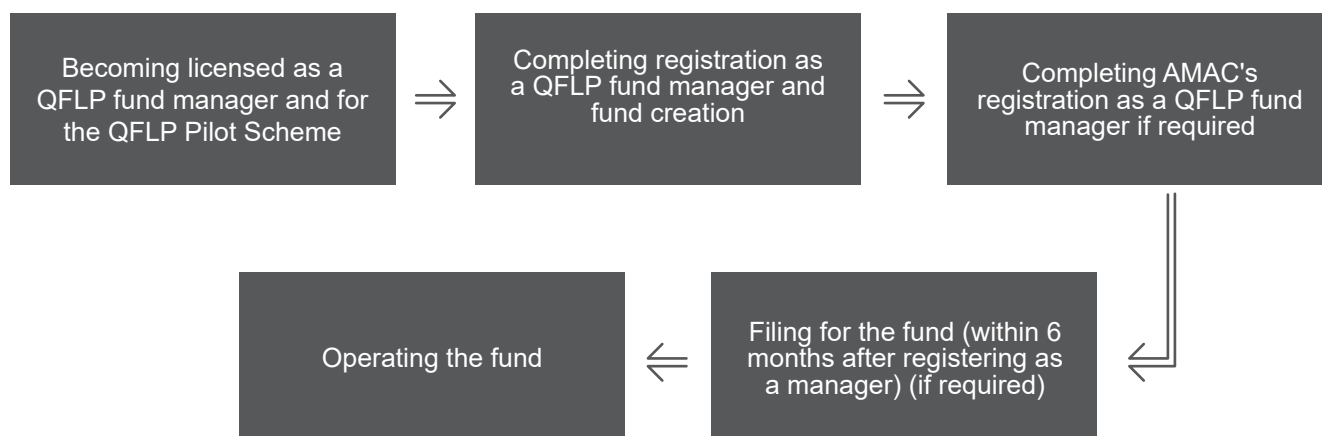 Becoming licensed as a
QFLP fund manager and for
the QFLP Pilot Scheme
Completing registration as
a QFLP fund manager and
fund creation
Completing AMAC's
registration as a QFLP fund
manager if required
Filing for the fund (within 6
months after registering as
a manager) (if required)
Operating the fund